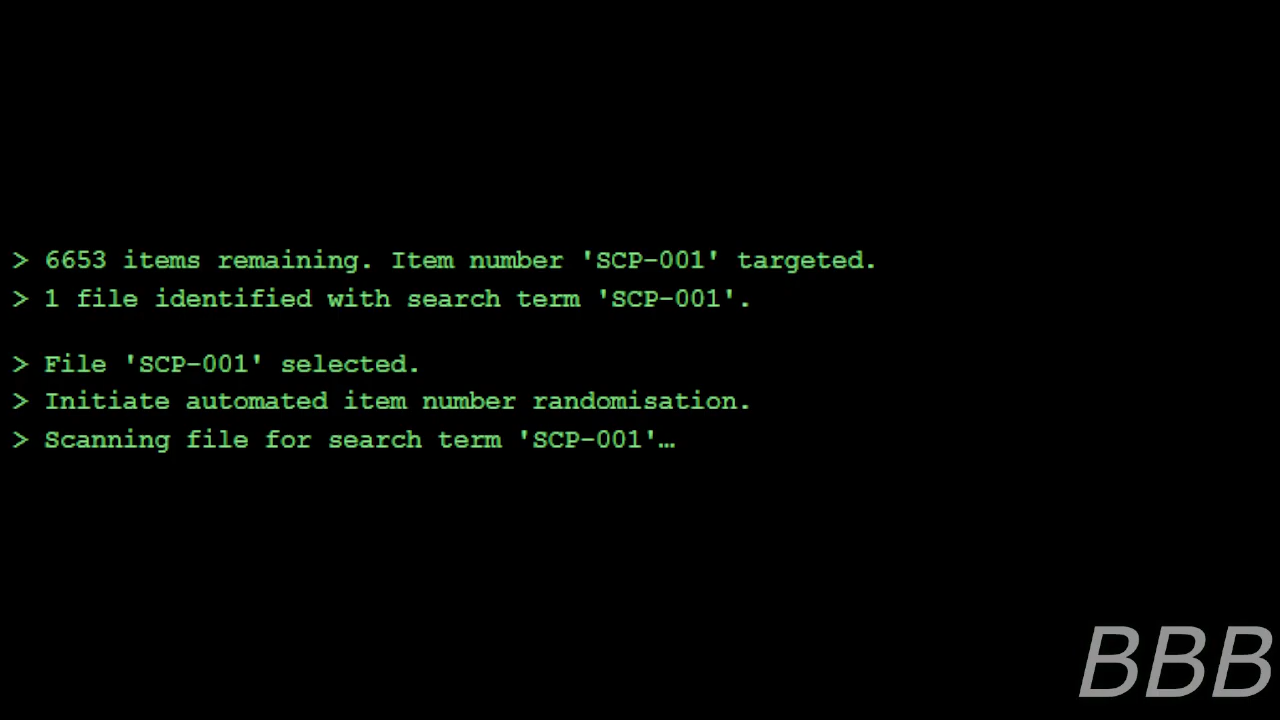 > 6653 items remaining. Item number 'SCP-001' targeted.
> 1 file identified with search term 'SCP-001'.
> File 'SCP-001' selected.
> Initiate automated item number randomisation.
> Scanning file for search term 'SCP-001'…
BBB